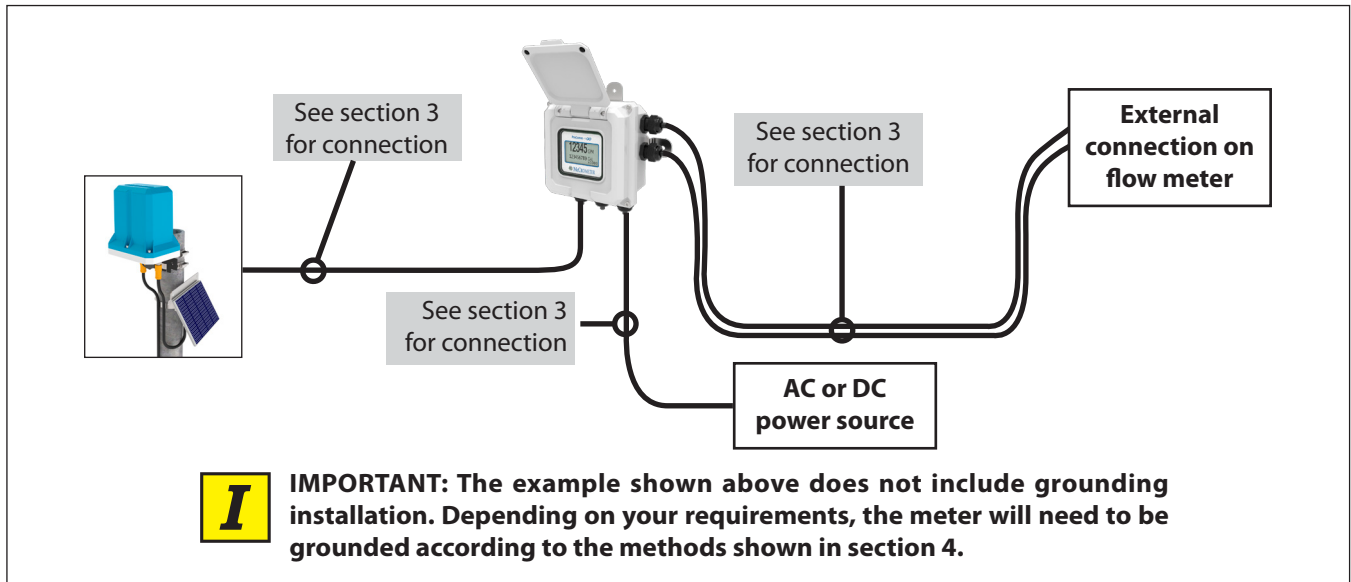 See section 3
for connection
See section 3
for connection
External
connection on
flow meter
12345
McCROMETER
See section 3
for connection
AC or DC
power source
I
IMPORTANT: The example shown above does not include grounding
installation. Depending on your requirements, the meter will need to be
grounded according to the methods shown in section 4.